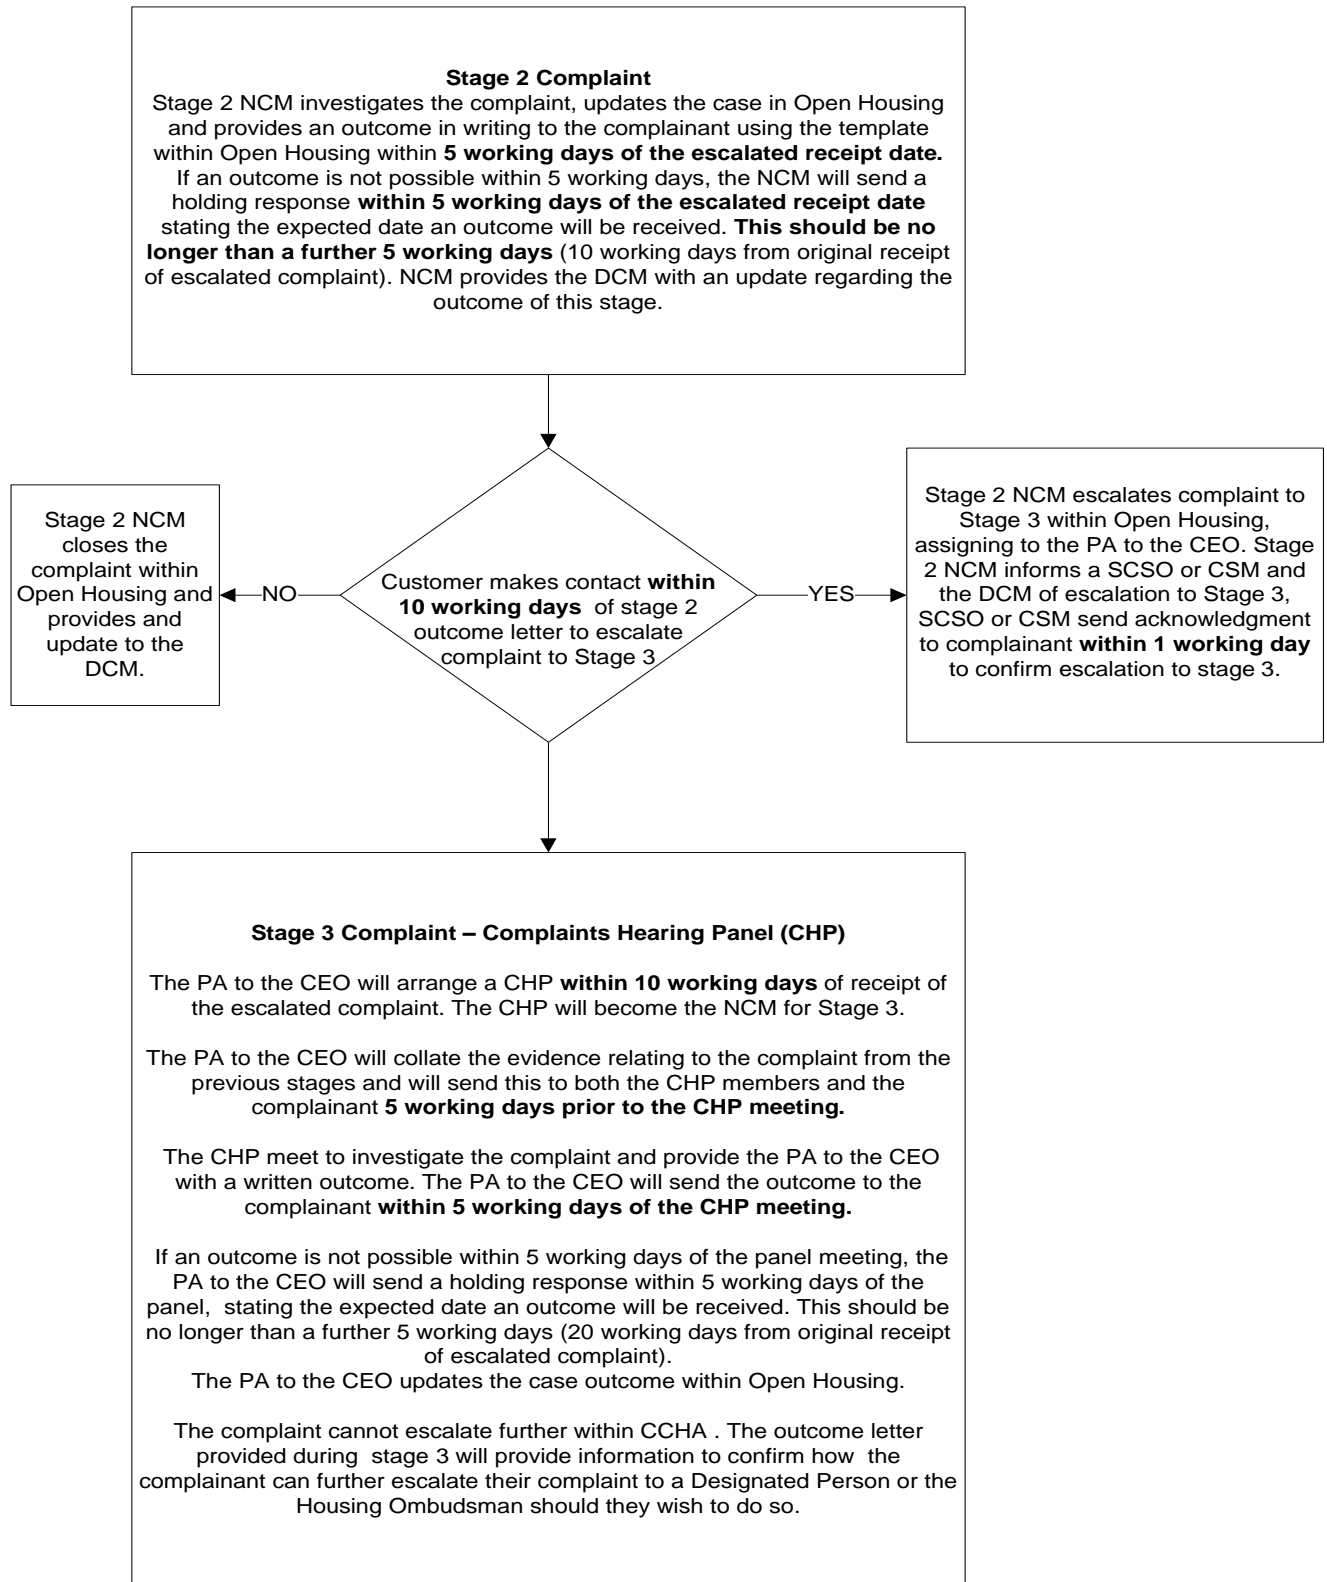 Stage 2 Complaint
Stage 2 NCM investigates the complaint, updates the case in Open Housing
and provides an outcome in writing to the complainant using the template
within Open Housing within 5 working days of the escalated receipt date.
If an outcome is not possible within 5 working days, the NCM will send a
holding response within 5 working days of the escalated receipt date
stating the expected date an outcome will be received. This should be no
longer than a further 5 working days (10 working days from original receipt
of escalated complaint). NCM provides the DCM with an update regarding the
outcome of this stage.
Stage 2 NCM
closes the
complaint within
Open Housing and
provides and
update to the
DCM.
NO
Customer makes contact within
10 working days of stage 2
outcome letter to escalate
complaint to Stage 3
YES
Stage 2 NCM escalates complaint to
Stage 3 within Open Housing,
assigning to the PA to the CEO. Stage
2 NCM informs a SCSO or CSM and
the DCM of escalation to Stage 3,
SCSO or CSM send acknowledgment
to complainant within 1 working day
to confirm escalation to stage 3.
Stage 3 Complaint – Complaints Hearing Panel (CHP)
The PA to the CEO will arrange a CHP within 10 working days of receipt of
the escalated complaint. The CHP will become the NCM for Stage 3.
The PA to the CEO will collate the evidence relating to the complaint from the
previous stages and will send this to both the CHP members and the
complainant 5 working days prior to the CHP meeting.
The CHP meet to investigate the complaint and provide the PA to the CEO
with a written outcome. The PA to the CEO will send the outcome to the
complainant within 5 working days of the CHP meeting.
If an outcome is not possible within 5 working days of the panel meeting, the
PA to the CEO will send a holding response within 5 working days of the
panel, stating the expected date an outcome will be received. This should be
no longer than a further 5 working days (20 working days from original receipt
of escalated complaint).
The PA to the CEO updates the case outcome within Open Housing.
The complaint cannot escalate further within CCHA . The outcome letter
provided during stage 3 will provide information to confirm how the
complainant can further escalate their complaint to a Designated Person or the
Housing Ombudsman should they wish to do so.